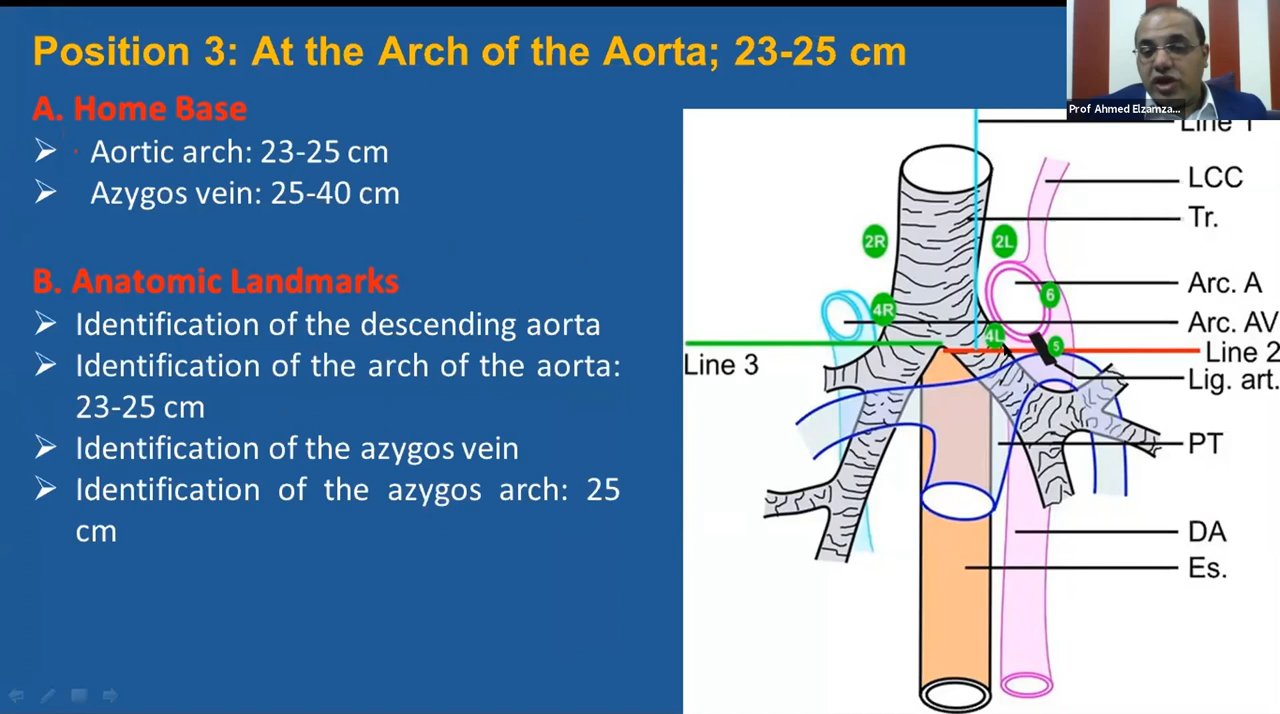 Position 3: At the Arch of the Aorta; 23-25 cm
Prof Ahmed Elzamza...
A. Home Base
Aortic arch: 23-25 cm
Azygos vein: 25-40 cm
B. Anatomic Landmarks
Identification of the descending aorta
Identification of the arch of the aorta:
23-25 cm
Identification of the azygos vein
Identification of the azygos arch: 25
cm
Line 1
LCC
Tr.
2R
2L
Arc. A
6
4R
Arc. AV
4L
5
Line 2
Line 3
Lig. art.
PT
DA
Es.